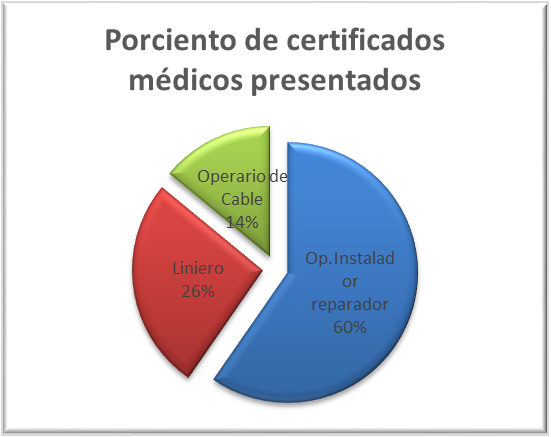 Porciento de certificados
médicos presentados
Operario de
Cable
14%
Liniero
26%
Op.Instalad
or
reparador
60%